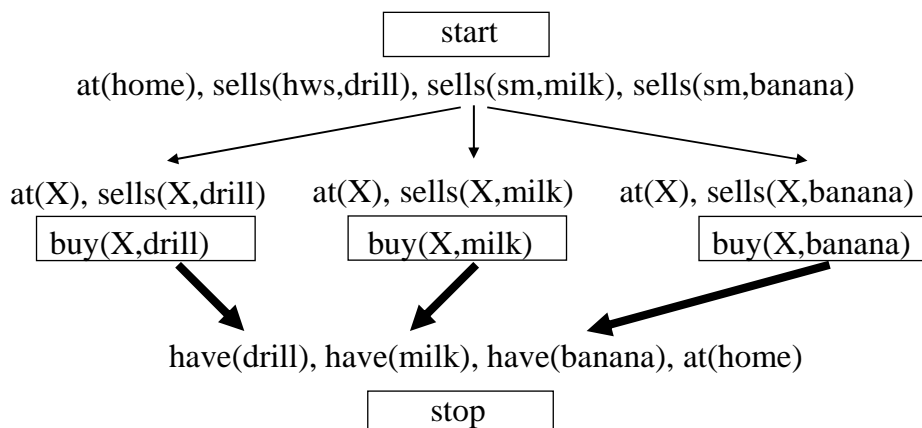 start
at(home), sells(hws,drill), sells(sm,milk), sells(sm,banana)
at(X), sells(X,drill) at(X), sells(X,milk) at(X), sells(X,banana)
buy(X,drill) buy(X,milk) buy(X,banana)
have(drill), have(milk), have(banana), at(home)
stop